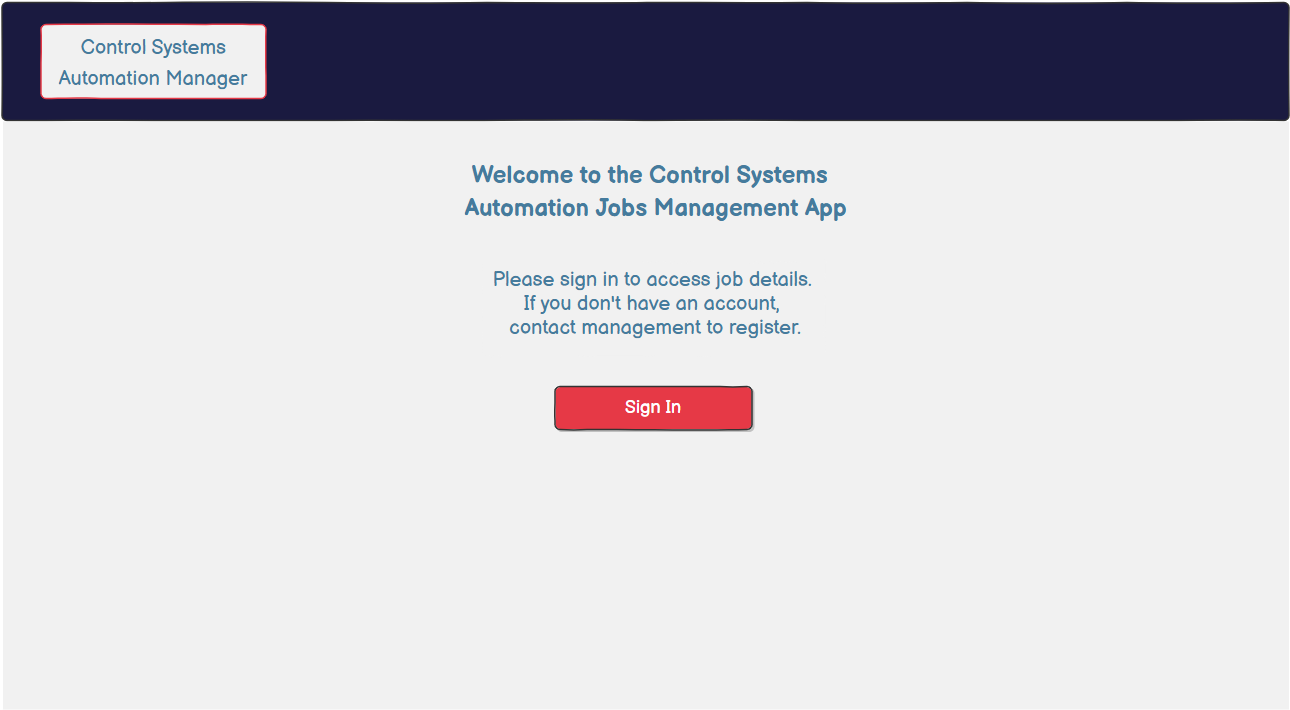 Control Systems
Automation Manager
Welcome to the Control Systems
Automation Jobs Management App
Please sign in to access job details.
If you don't have an account,
contact management to register.
Sign In